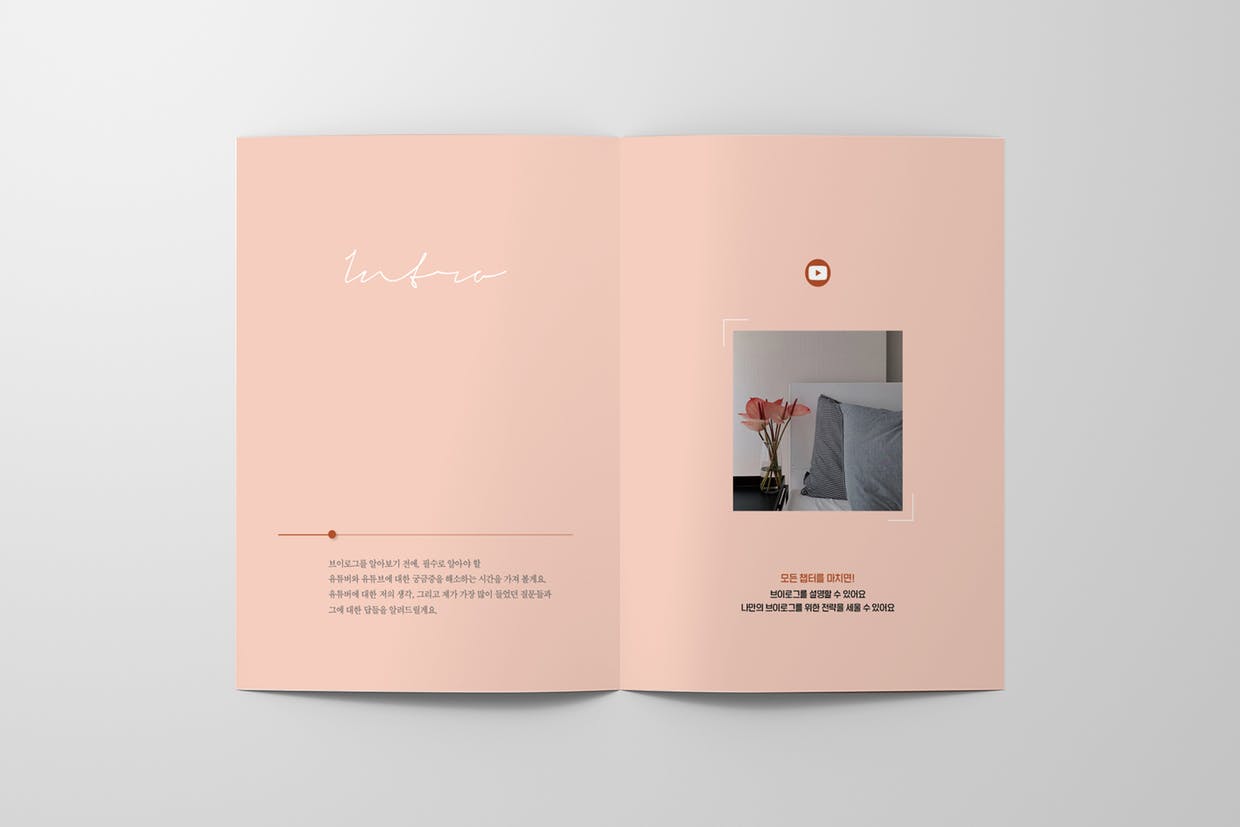 Intro
브이로그를 알아보기 전에, 필수로 알아야 할
유튜버와 유튜브에 대한 궁금증을 해소하는 시간을 가져 볼게요.
유튜버에 대한 저의 생각, 그리고 제가 가장 많이 들었던 질문들과
그에 대한 답들을 알려드릴게요.
모든 챕터를 마치면!
브이로그를 설명할 수 있어요
나만의 브이로그를 위한 전략을 세울 수 있어요